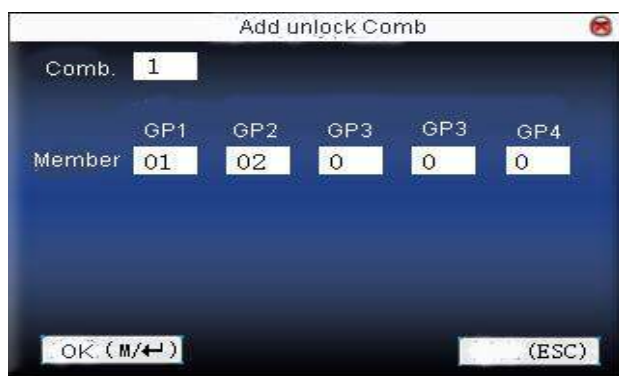 Add unlock Comb
Comb. 1
GP1 GP2 GP3 GP3 GP4
Member 01 02 0 0 0
OK (M/↵) (ESC)